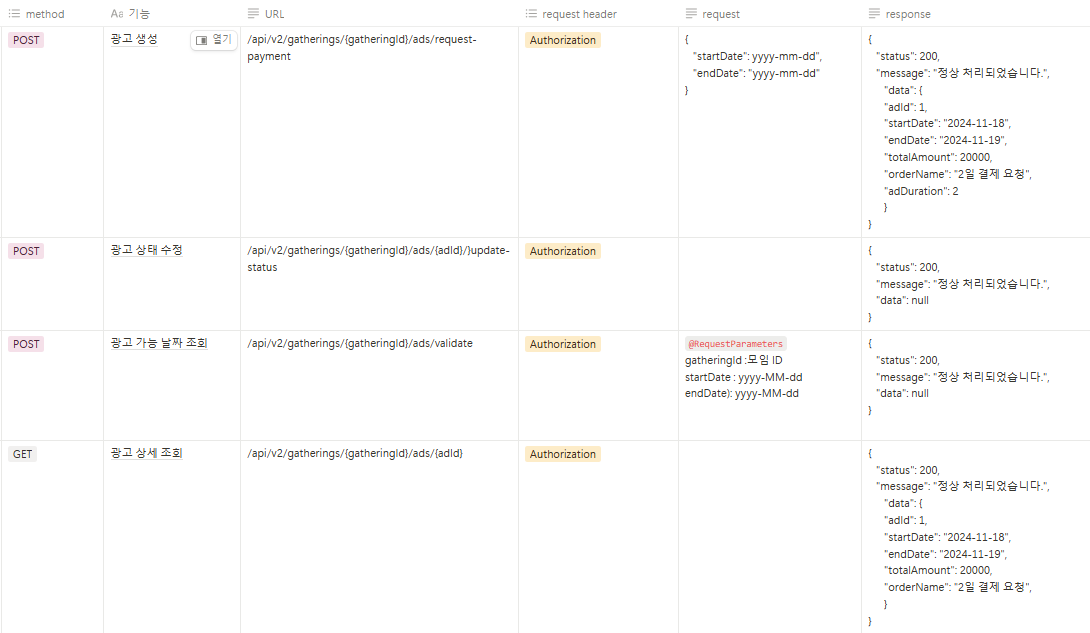 method Aa 기능 URL request header request response
POST 광고 생성 열기 /api/v2/gatherings/{gatheringId}/ads/request-payment Authorization
{
"startDate": yyyy-mm-dd",
"endDate": "yyyy-mm-dd"
}
{
"status": 200,
"message": "정상 처리되었습니다.",
"data": {
"adId": 1,
"startDate": "2024-11-18",
"endDate": "2024-11-19",
"totalAmount": 20000,
"orderName": "2일 결제 요청",
"adDuration": 2
}
}
POST 광고 상태 수정 /api/v2/gatherings/{gatheringId}/ads/{adId}/}update-status Authorization
{
"status": 200,
"message": "정상 처리되었습니다.",
"data": null
}
POST 광고 가능 날짜 조회 /api/v2/gatherings/{gatheringId}/ads/validate Authorization
@RequestParameters
gatheringId :모임 ID
startDate : yyyy-MM-dd
endDate): yyyy-MM-dd
{
"status": 200,
"message": "정상 처리되었습니다.",
"data": null
}
GET 광고 상세 조회 /api/v2/gatherings/{gatheringId}/ads/{adId} Authorization
{
"status": 200,
"message": "정상 처리되었습니다.",
"data": {
"adId": 1,
"startDate": "2024-11-18",
"endDate": "2024-11-19",
"totalAmount": 20000,
"orderName": "2일 결제 요청",
}
}